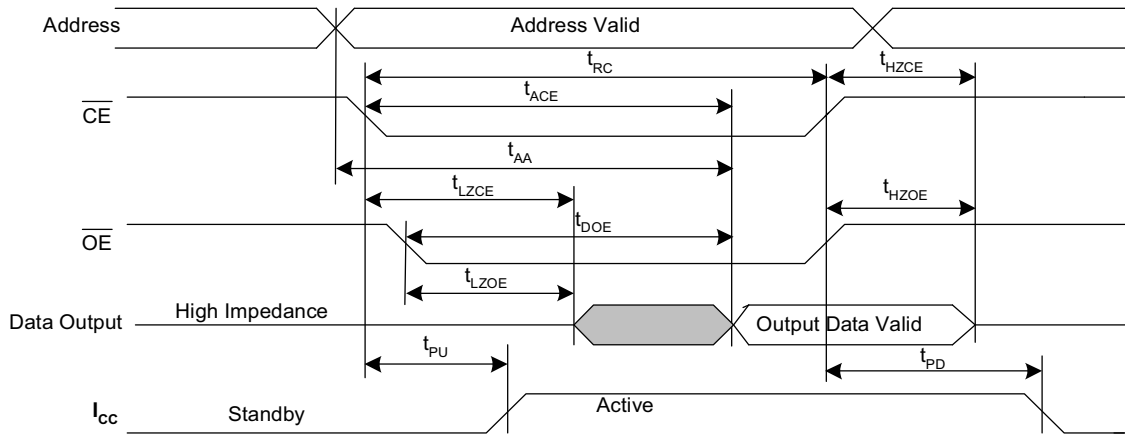 Address
Address Valid
tRC
tHZCE
tACE
CE
tAA
tLZCE
tHZOE
OE
tDOE
tLZOE
High Impedance
Data Output
Output Data Valid
tPU
tPD
ICC
Standby
Active